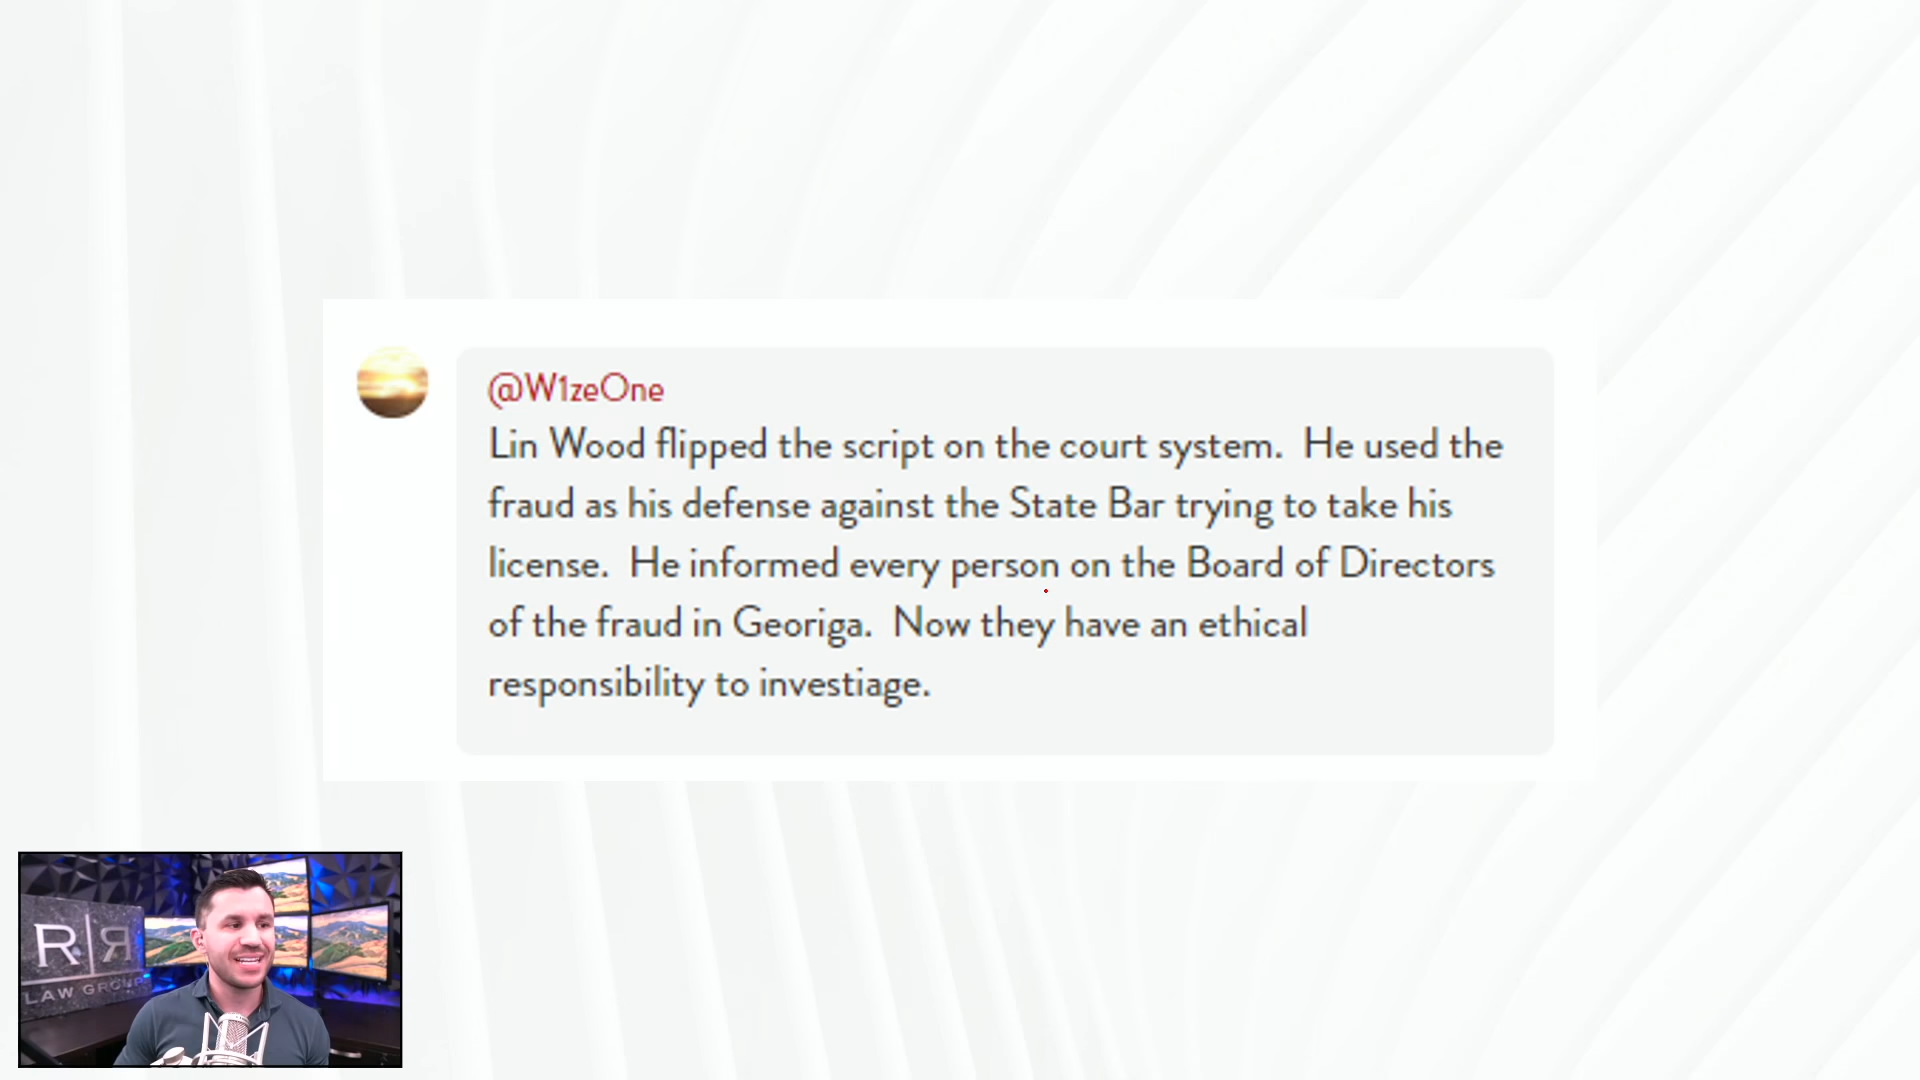 @W1zeOne
Lin Wood flipped the script on the court system. He used the
fraud as his defense against the State Bar trying to take his
license. He informed every person on the Board of Directors
of the fraud in Georiga. Now they have an ethical
responsibility to investiage.
R|R
LAW GROUP